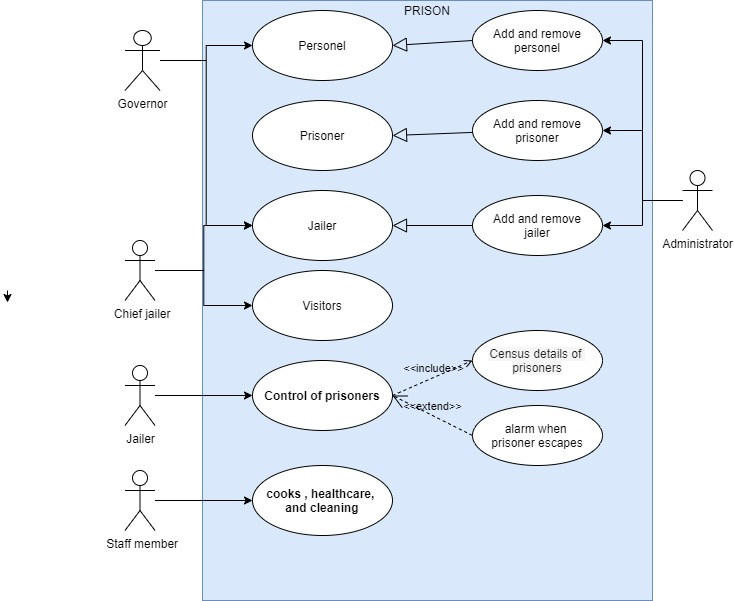 PRISON
Personel
Add and remove
personel
Governor
Prisoner
Add and remove
prisoner
Jailer
Add and remove
jailer
Administrator
Visitors
Chief jailer
<<include>>
Census details of
prisoners
Control of prisoners
<<extend>>
alarm when
prisoner escapes
Jailer
cooks , healthcare,
and cleaning
Staff member